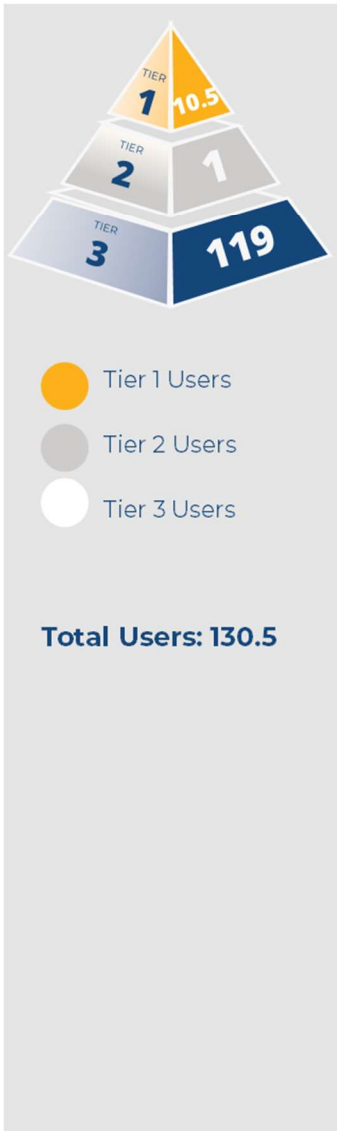 TIER
1
10.5
TIER
2
1
TIER
3
119
Tier 1 Users
Tier 2 Users
Tier 3 Users
Total Users: 130.5